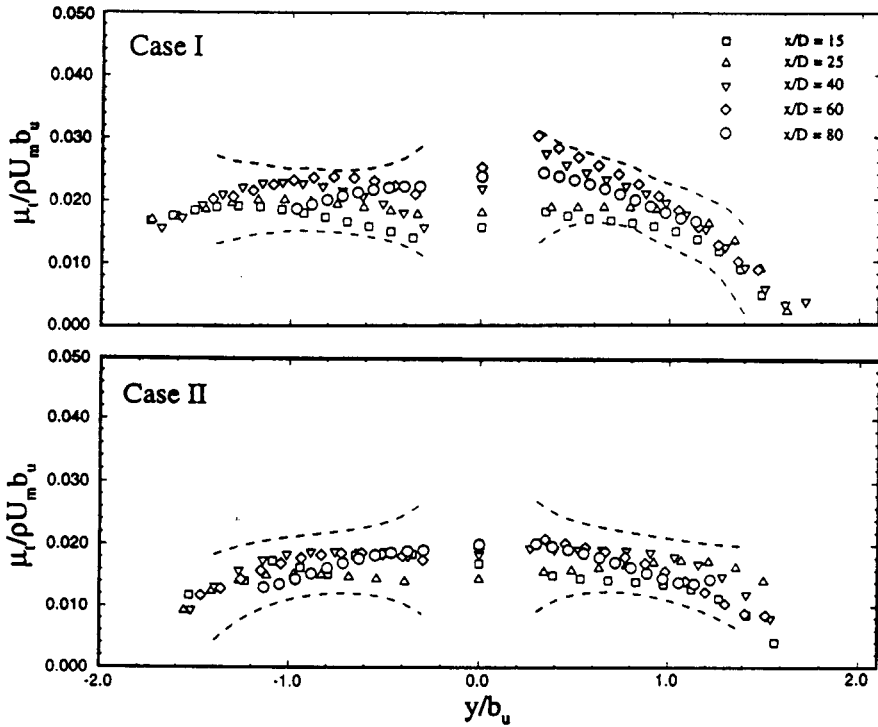 Case I
x/D = 15
x/D = 25
x/D = 40
x/D = 60
x/D = 80
0.050
0.040
0.030
0.020
0.010
0.000
μₜ/ρUₘbᵤ
Case II
0.050
0.040
0.030
0.020
0.010
0.000
μₜ/ρUₘbᵤ
-2.0
-1.0
0.0
1.0
2.0
y/bᵤ